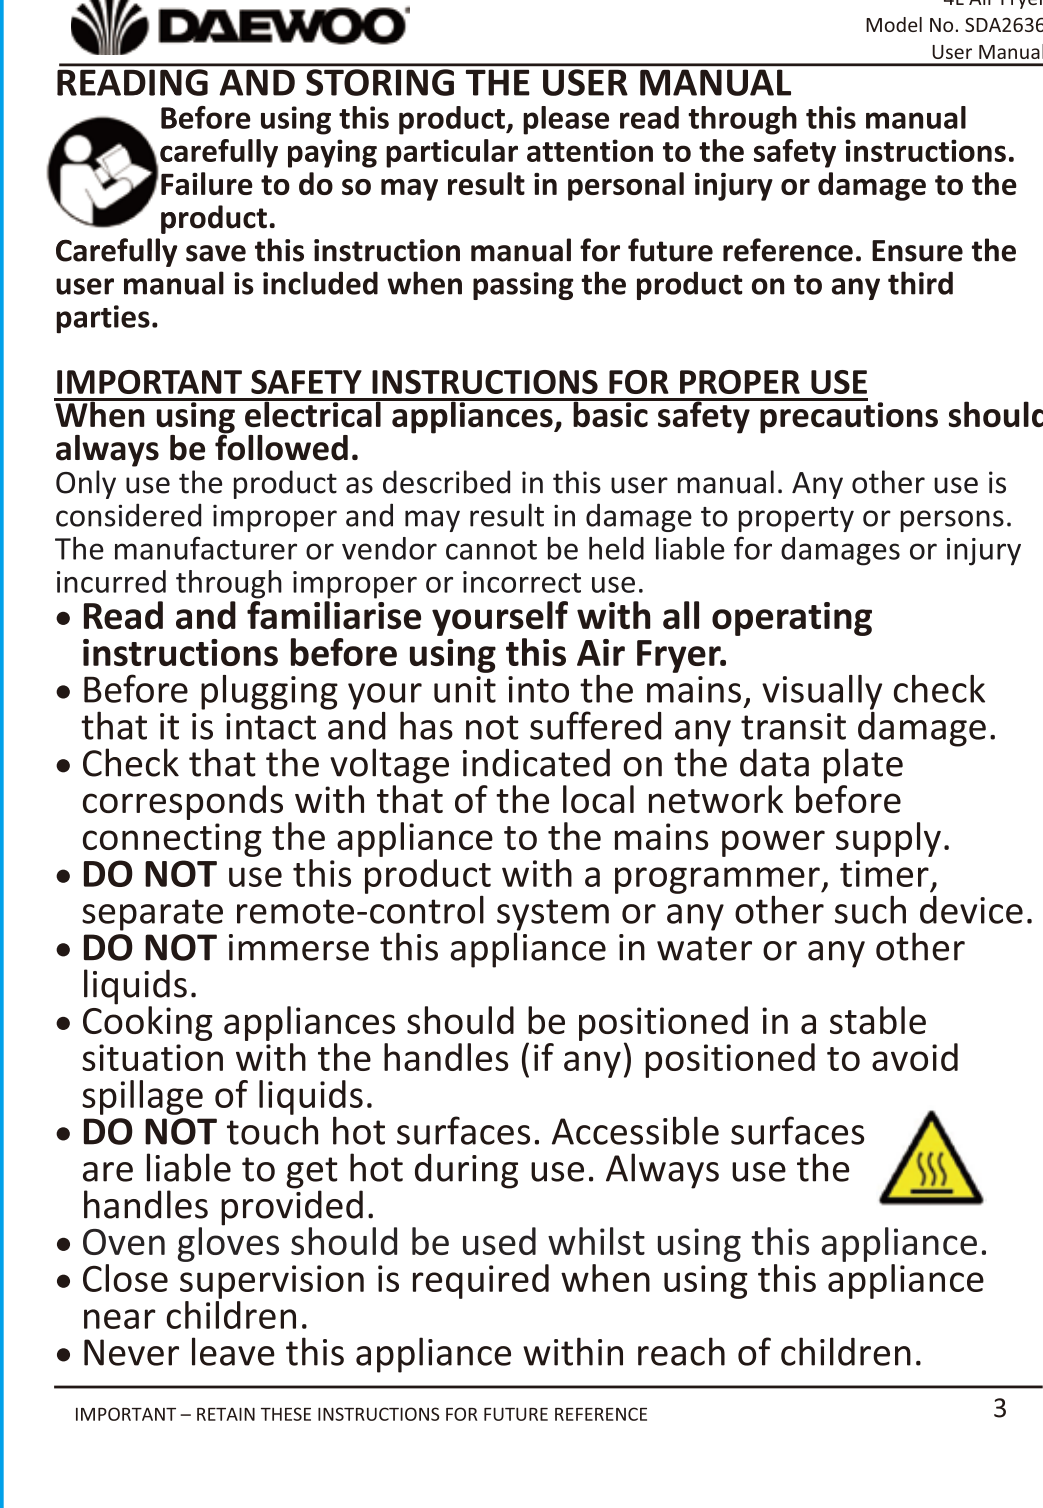 DAEWOO
4L Air Fryer
Model No. SDA2636
User Manual
READING AND STORING THE USER MANUAL
Before using this product, please read through this manual
carefully paying particular attention to the safety instructions.
Failure to do so may result in personal injury or damage to the
product.
Carefully save this instruction manual for future reference. Ensure the
user manual is included when passing the product on to any third
parties.
IMPORTANT SAFETY INSTRUCTIONS FOR PROPER USE
When using electrical appliances, basic safety precautions should
always be followed.
Only use the product as described in this user manual. Any other use is
considered improper and may result in damage to property or persons.
The manufacturer or vendor cannot be held liable for damages or injury
incurred through improper or incorrect use.
• Read and familiarise yourself with all operating
instructions before using this Air Fryer.
• Before plugging your unit into the mains, visually check
that it is intact and has not suffered any transit damage.
• Check that the voltage indicated on the data plate
corresponds with that of the local network before
connecting the appliance to the mains power supply.
• DO NOT use this product with a programmer, timer,
separate remote-control system or any other such device.
• DO NOT immerse this appliance in water or any other
liquids.
• Cooking appliances should be positioned in a stable
situation with the handles (if any) positioned to avoid
spillage of liquids.
• DO NOT touch hot surfaces. Accessible surfaces
are liable to get hot during use. Always use the
handles provided.
• Oven gloves should be used whilst using this appliance.
• Close supervision is required when using this appliance
near children.
• Never leave this appliance within reach of children.
IMPORTANT – RETAIN THESE INSTRUCTIONS FOR FUTURE REFERENCE
3